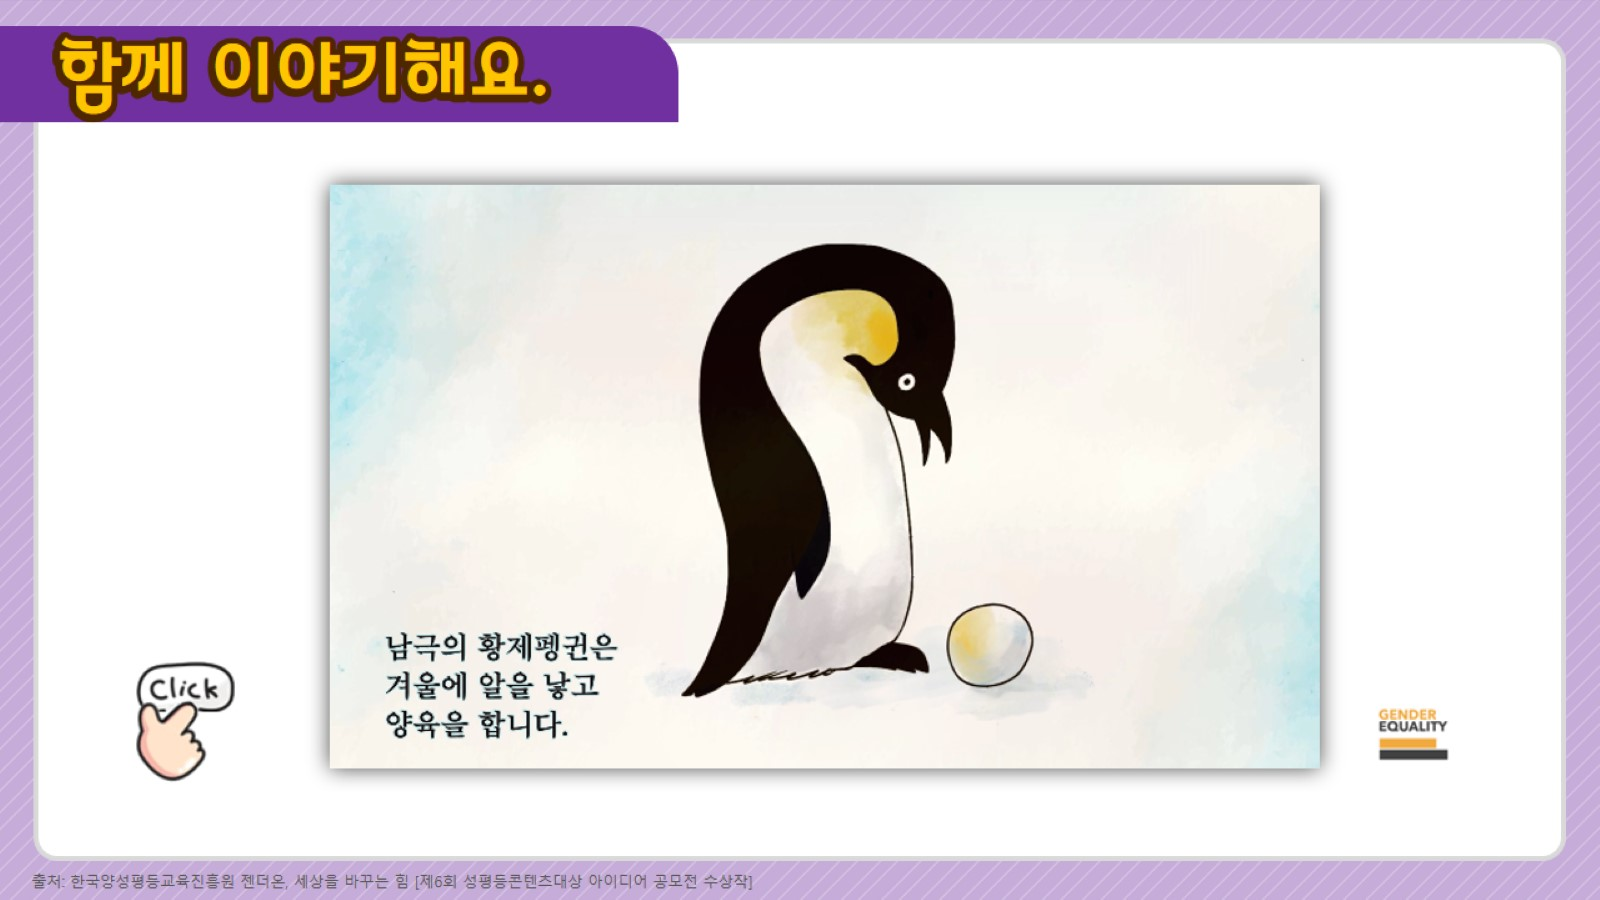 함께 이야기해요.
남극의 황제펭귄은
겨울에 알을 낳고
양육을 합니다.
Click
GENDER
EQUALITY
출처: 한국양성평등교육진흥원 젠더온, 세상을 바꾸는 힘 [제6회 성평등콘텐츠대상 아이디어 공모전 수상작]